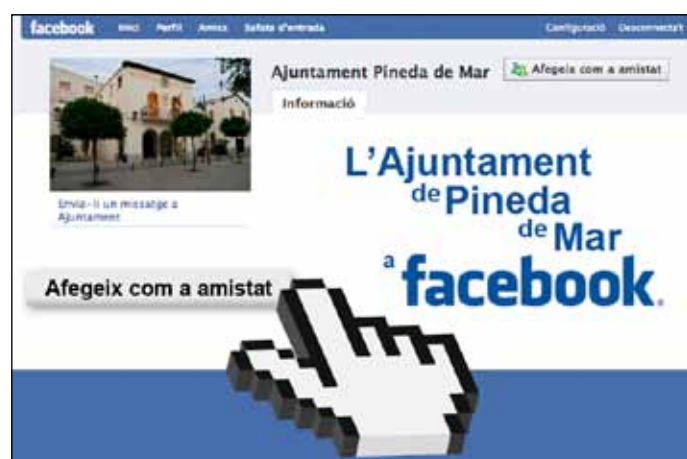 facebook Inici Perfil Amics Safata d'entrada Configuració Desconnecta't
Ajuntament Pineda de Mar Afegeix com a amistat
Informació
L'Ajuntament
de Pineda
de Mar
a facebook.
Envia-li un missatge a
Ajuntament
Afegeix com a amistat